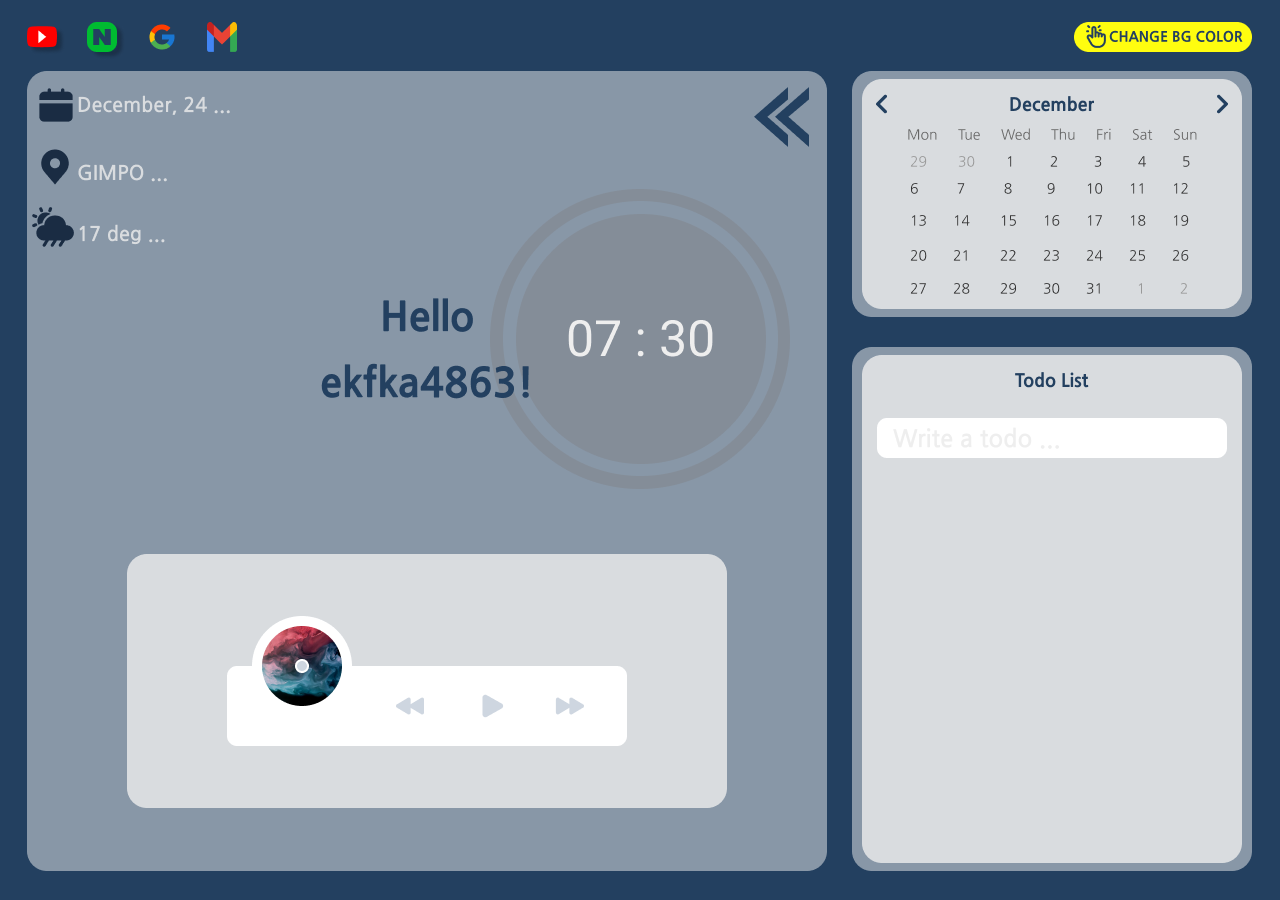 N
G
M
CHANGE BG COLOR
December, 24 ...
GIMPO ...
17 deg ...
Hello
ekfka4863!
07 : 30
December
Mon Tue Wed Thu Fri Sat Sun
29 30 1 2 3 4 5
6 7 8 9 10 11 12
13 14 15 16 17 18 19
20 21 22 23 24 25 26
27 28 29 30 31 1 2
Todo List
Write a todo ...